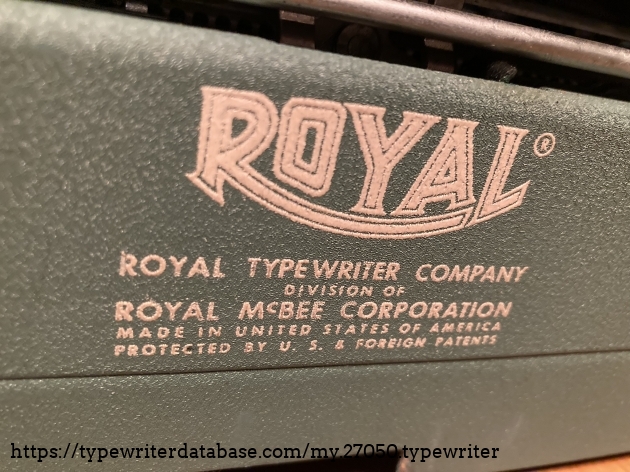 ROYAL®
ROYAL TYPEWRITER COMPANY
DIVISION OF
ROYAL McBEE CORPORATION
MADE IN UNITED STATES OF AMERICA
PROTECTED BY U. S. & FOREIGN PATENTS
https://typewriterdatabase.com/my.27050.typewriter